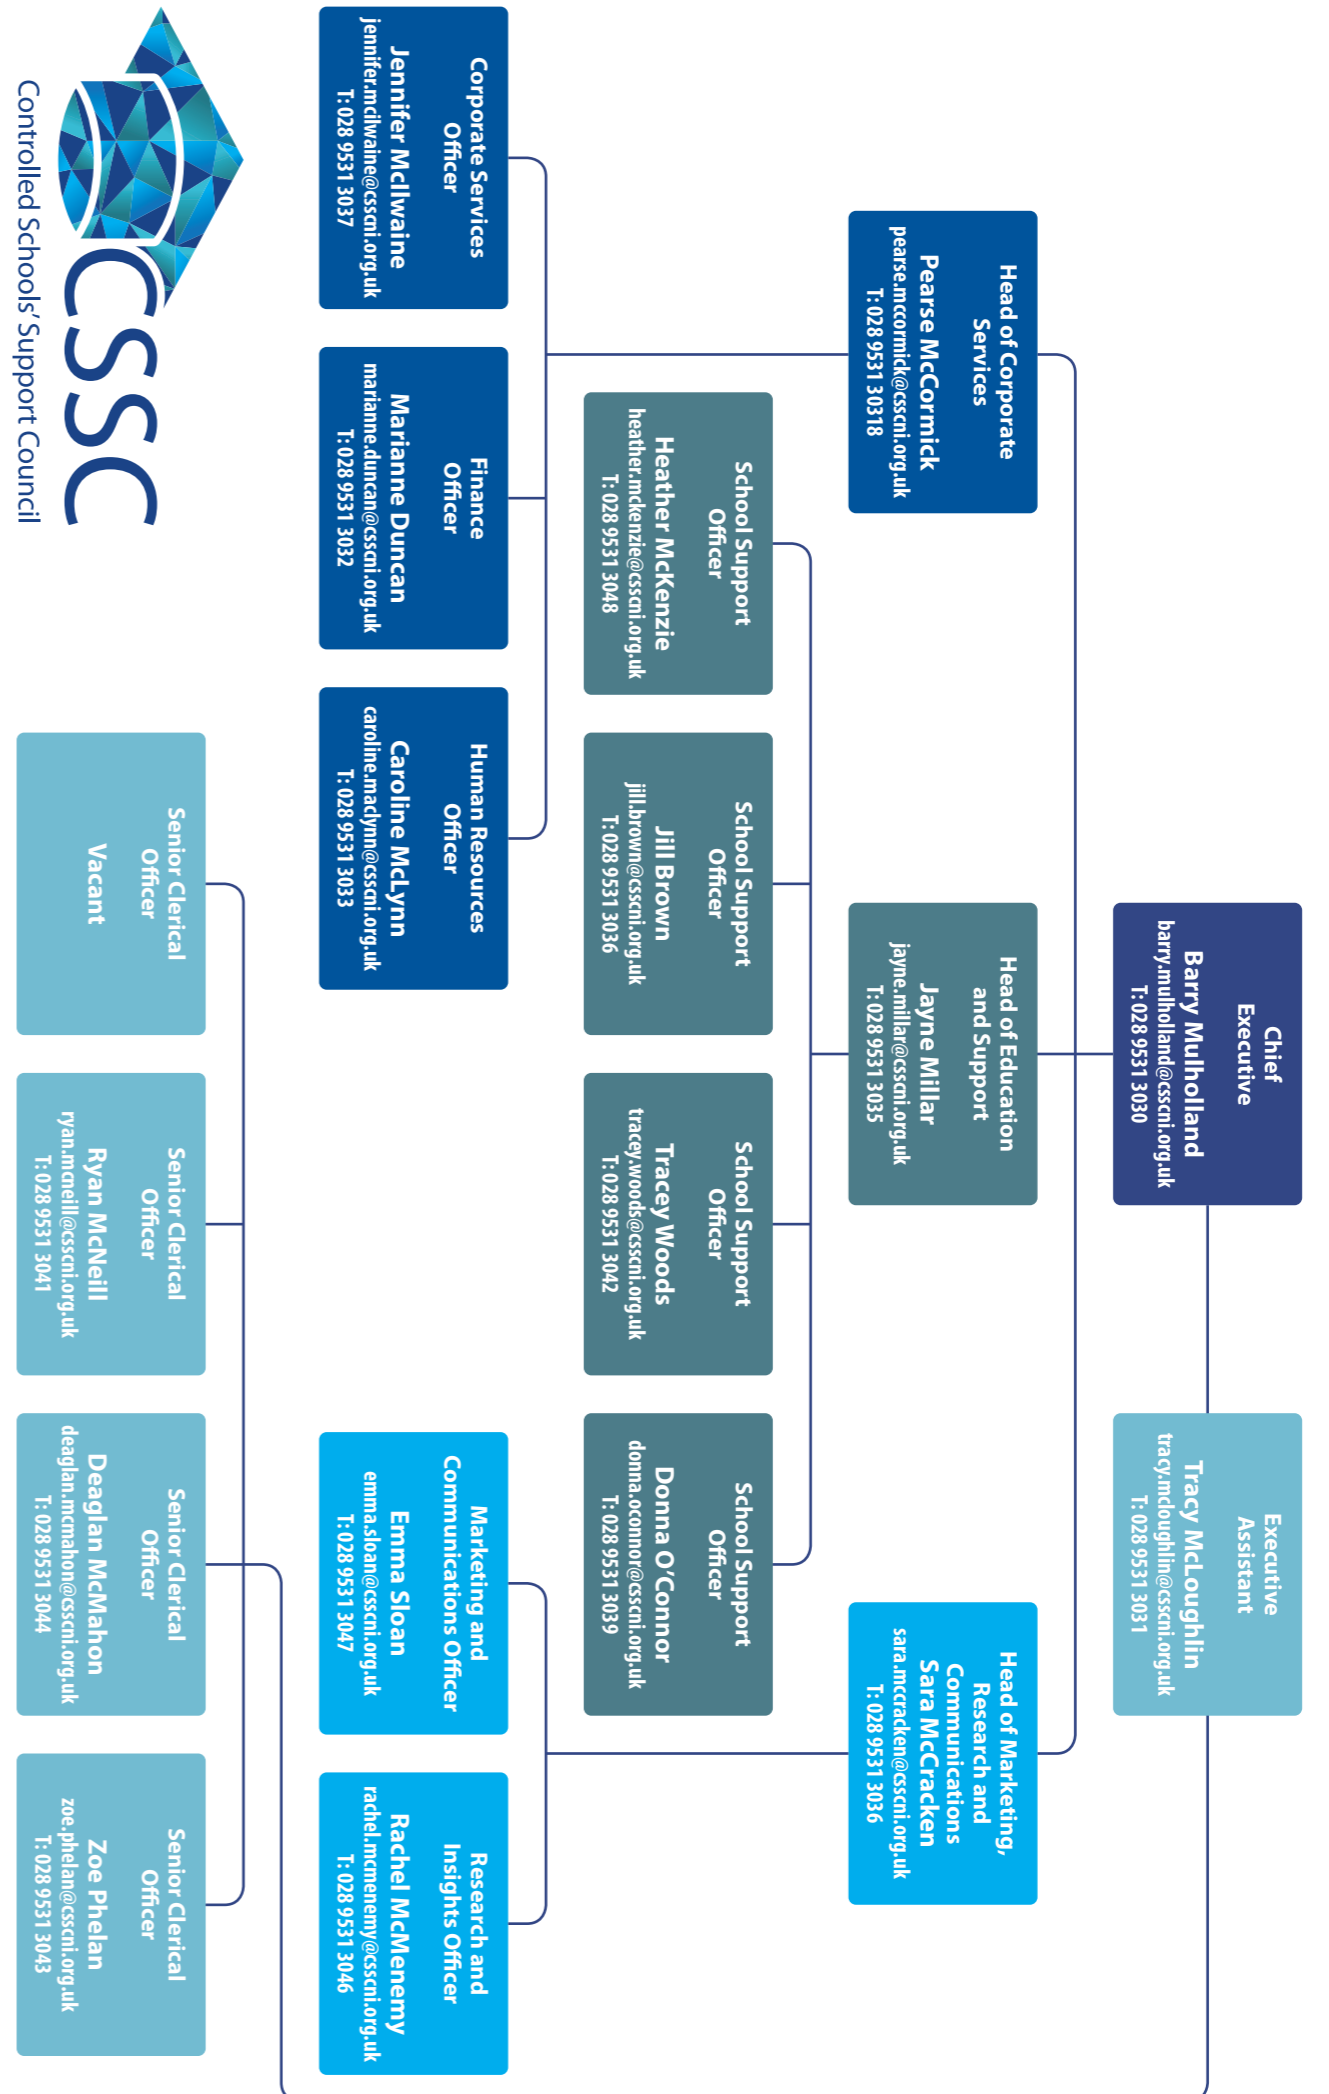 Chief
Executive
Barry Mulholland
barry.mulholland@csscni.org.uk
T: 028 9531 3030
Executive
Assistant
Tracy McLoughlin
tracy.mcloughlin@csscni.org.uk
T: 028 9531 3031
Head of Corporate
Services
Pearse McCormick
pearse.mccormick@csscni.org.uk
T: 028 9531 30318
Head of Education
and Support
Jayne Millar
jayne.millar@csscni.org.uk
T: 028 9531 3035
Head of Marketing,
Research and
Communications
Sara McCracken
sara.mccracken@csscni.org.uk
T: 028 9531 3036
School Support
Officer
Heather McKenzie
heather.mckenzie@csscni.org.uk
T: 028 9531 3048
School Support
Officer
Jill Brown
jill.brown@csscni.org.uk
T: 028 9531 3036
School Support
Officer
Tracey Woods
tracey.woods@csscni.org.uk
T: 028 9531 3042
School Support
Officer
Donna O’Connor
donna.oconnor@csscni.org.uk
T: 028 9531 3039
Corporate Services
Officer
Jennifer McIlwaine
jennifer.mcilwaine@csscni.org.uk
T: 028 9531 3037
Finance
Officer
Marianne Duncan
marianne.duncan@csscni.org.uk
T: 028 9531 3032
Human Resources
Officer
Caroline McLynn
caroline.maclynn@csscni.org.uk
T: 028 9531 3033
Marketing and
Communications Officer
Emma Sloan
emma.sloan@csscni.org.uk
T: 028 9531 3047
Research and
Insights Officer
Rachel McMenemy
rachel.mcmenemy@csscni.org.uk
T: 028 9531 3046
Senior Clerical
Officer
Vacant
Senior Clerical
Officer
Ryan McNeill
ryan.mcneill@csscni.org.uk
T: 028 9531 3041
Senior Clerical
Officer
Deaglan McMahon
deaglan.mcmahon@csscni.org.uk
T: 028 9531 3044
Senior Clerical
Officer
Zoe Phelan
zoe.phelan@csscni.org.uk
T: 028 9531 3043
CSSC
Controlled Schools’ Support Council